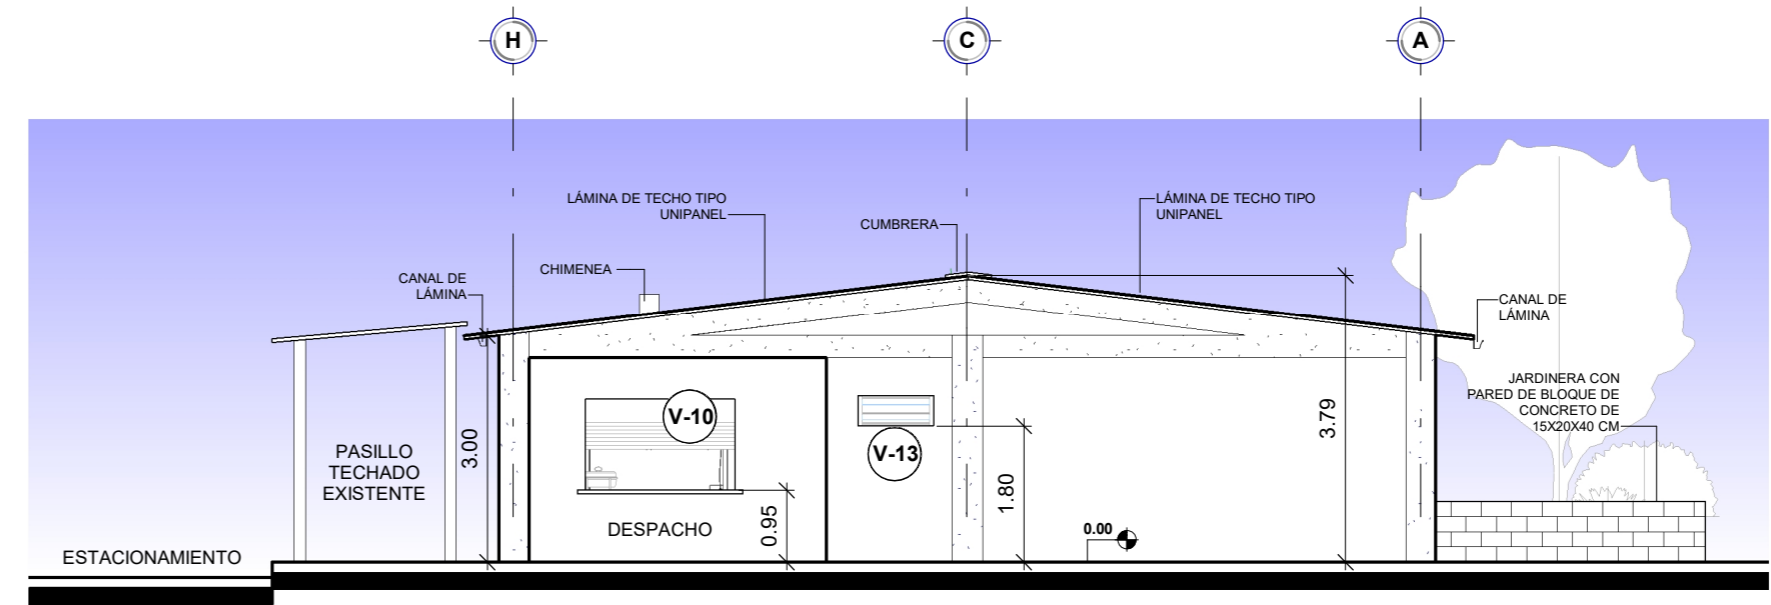 H
C
A
LÁMINA DE TECHO TIPO
UNIPANEL
LÁMINA DE TECHO TIPO
UNIPANEL
CUMBRERA
CHIMENEA
CANAL DE
LÁMINA
CANAL DE
LÁMINA
JARDINERA CON
PARED DE BLOQUE DE
CONCRETO DE
15X20X40 CM
V-10
V-13
3.79
3.00
PASILLO
TECHADO
EXISTENTE
1.80
0.95
DESPACHO
0.00
ESTACIONAMIENTO